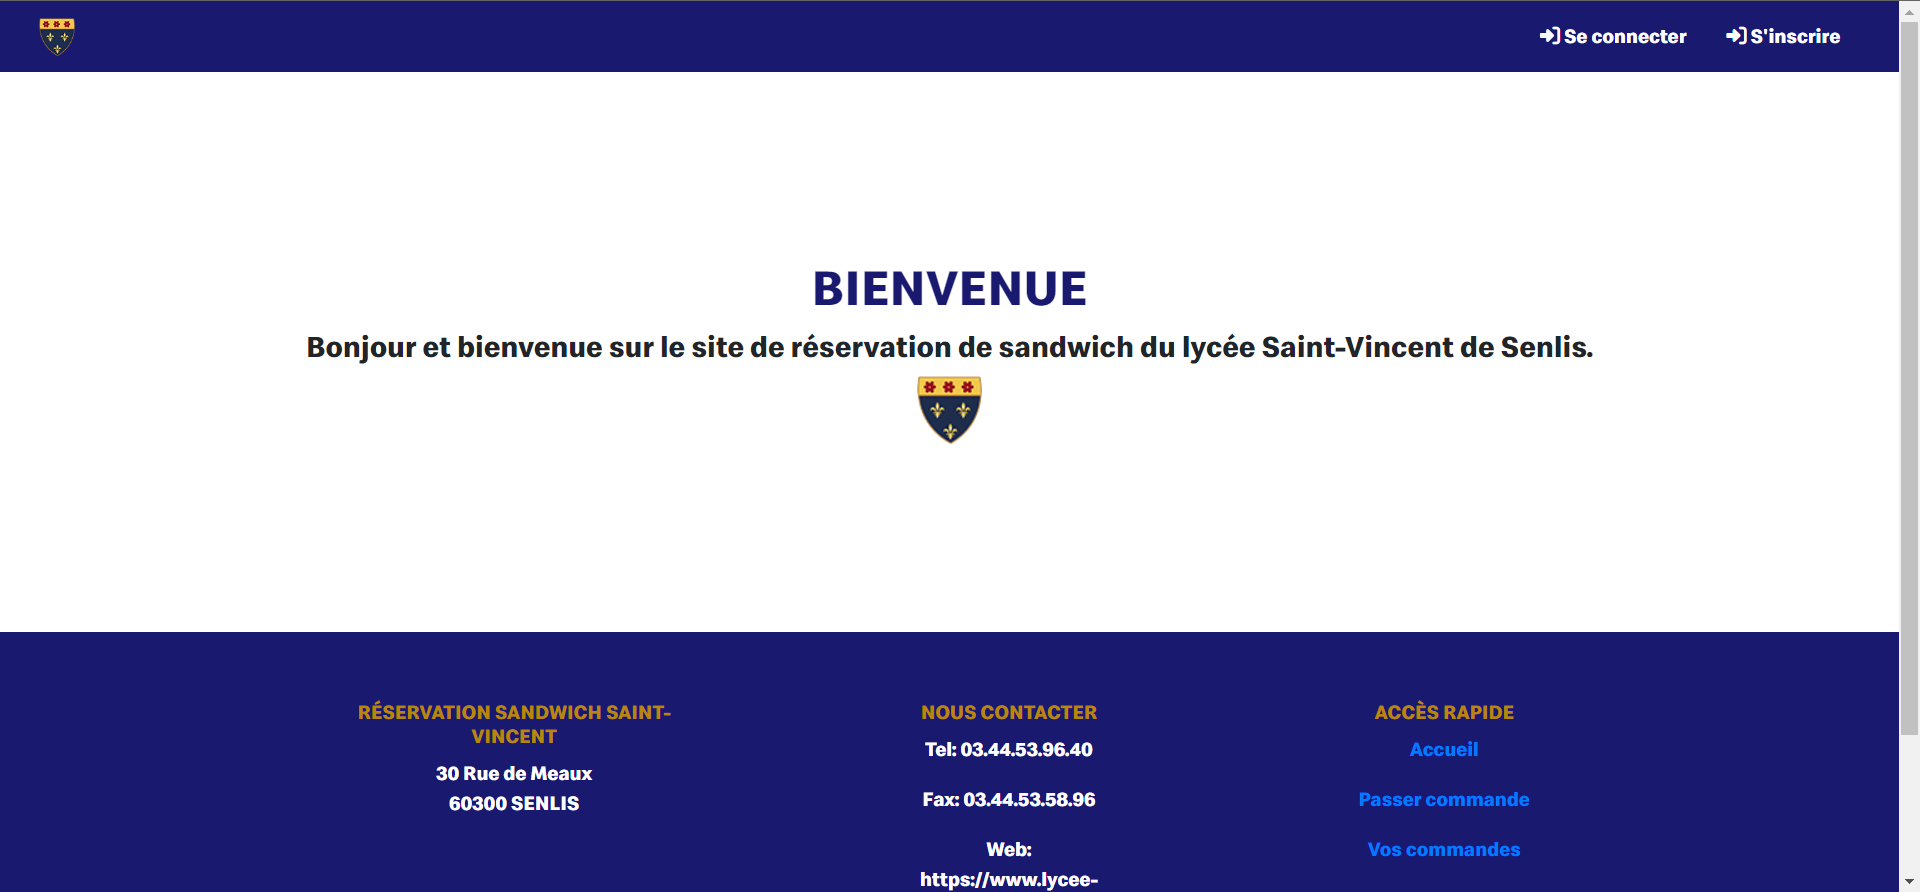 Se connecter
S'inscrire
BIENVENUE
Bonjour et bienvenue sur le site de réservation de sandwich du lycée Saint-Vincent de Senlis.
RÉSERVATION SANDWICH SAINT-
VINCENT
30 Rue de Meaux
60300 SENLIS
NOUS CONTACTER
Tel: 03.44.53.96.40
Fax: 03.44.53.58.96
Web:
https://www.lycee-
ACCÈS RAPIDE
Accueil
Passer commande
Vos commandes